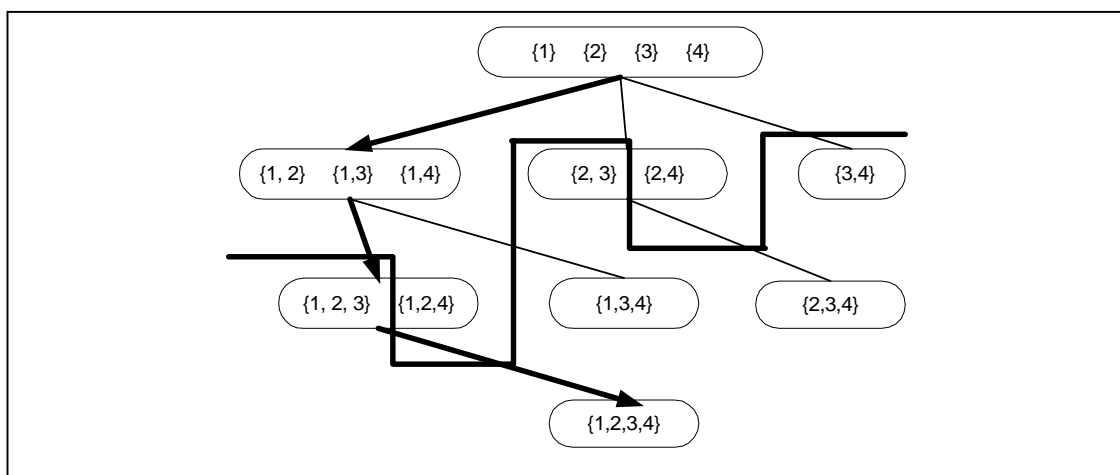 {1} {2} {3} {4}
{1, 2} {1,3} {1,4} {2, 3} {2,4} {3,4}
{1, 2, 3} {1,2,4} {1,3,4} {2,3,4}
{1,2,3,4}